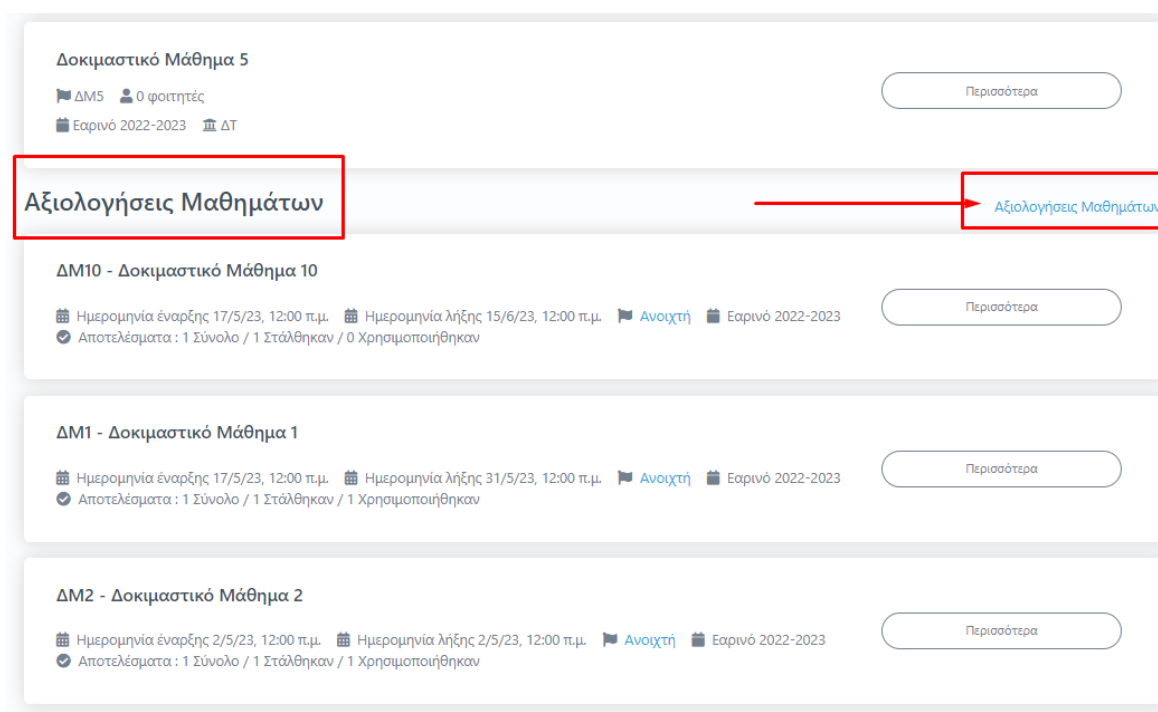 Δοκιμαστικό Μάθημα 5
ΔΜ5 0 φοιτητές
Περισσότερα
Εαρινό 2022-2023 ΔΤ
Αξιολογήσεις Μαθημάτων
Αξιολογήσεις Μαθημάτων
ΔΜ10 - Δοκιμαστικό Μάθημα 10
Ημερομηνία έναρξης 17/5/23, 12:00 π.μ. Ημερομηνία λήξης 15/6/23, 12:00 π.μ. Ανοιχτή Εαρινό 2022-2023
Περισσότερα
Αποτελέσματα : 1 Σύνολο / 1 Στάλθηκαν / 0 Χρησιμοποιήθηκαν
ΔΜ1 - Δοκιμαστικό Μάθημα 1
Ημερομηνία έναρξης 17/5/23, 12:00 π.μ. Ημερομηνία λήξης 31/5/23, 12:00 π.μ. Ανοιχτή Εαρινό 2022-2023
Περισσότερα
Αποτελέσματα : 1 Σύνολο / 1 Στάλθηκαν / 1 Χρησιμοποιήθηκαν
ΔΜ2 - Δοκιμαστικό Μάθημα 2
Ημερομηνία έναρξης 2/5/23, 12:00 π.μ. Ημερομηνία λήξης 2/5/23, 12:00 π.μ. Ανοιχτή Εαρινό 2022-2023
Περισσότερα
Αποτελέσματα : 1 Σύνολο / 1 Στάλθηκαν / 1 Χρησιμοποιήθηκαν